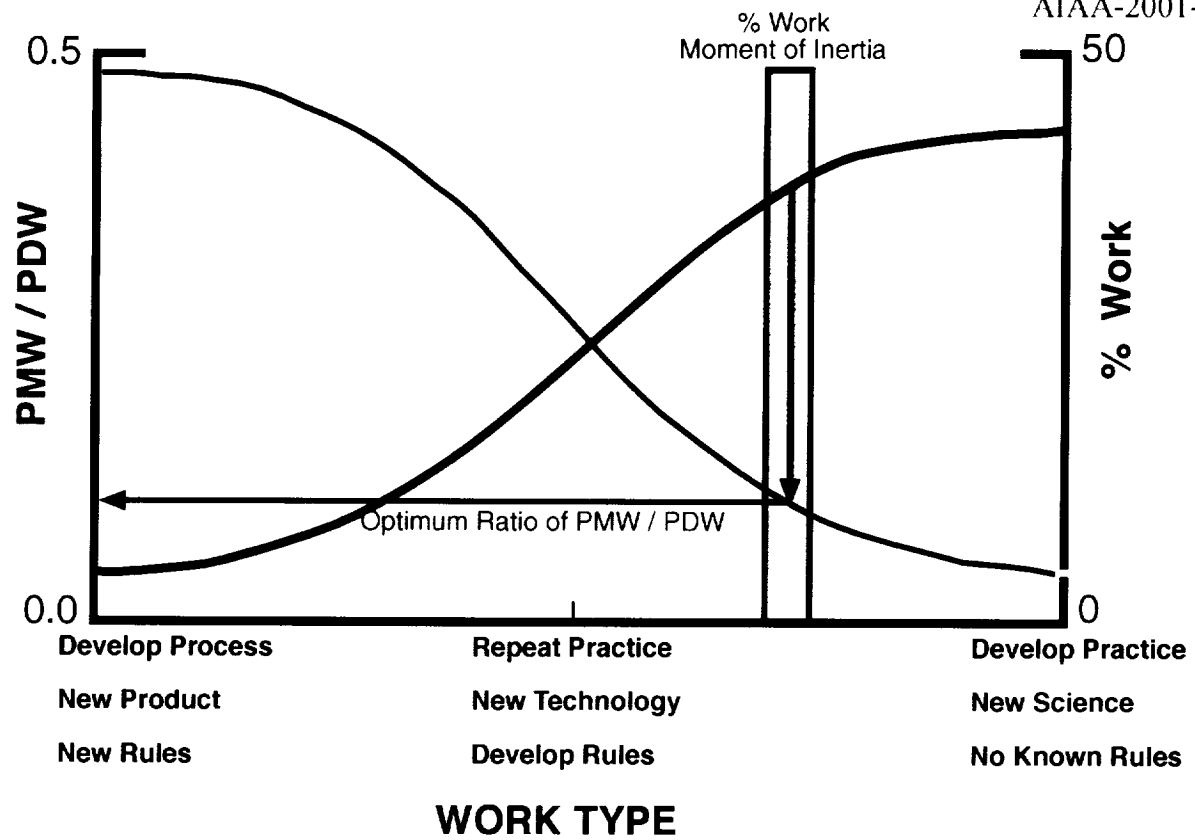 AIAA-2001-
% Work
Moment of Inertia
0.5
50
PMW / PDW
% Work
Optimum Ratio of PMW / PDW
0.0
0
Develop Process
Repeat Practice
Develop Practice
New Product
New Technology
New Science
New Rules
Develop Rules
No Known Rules
WORK TYPE